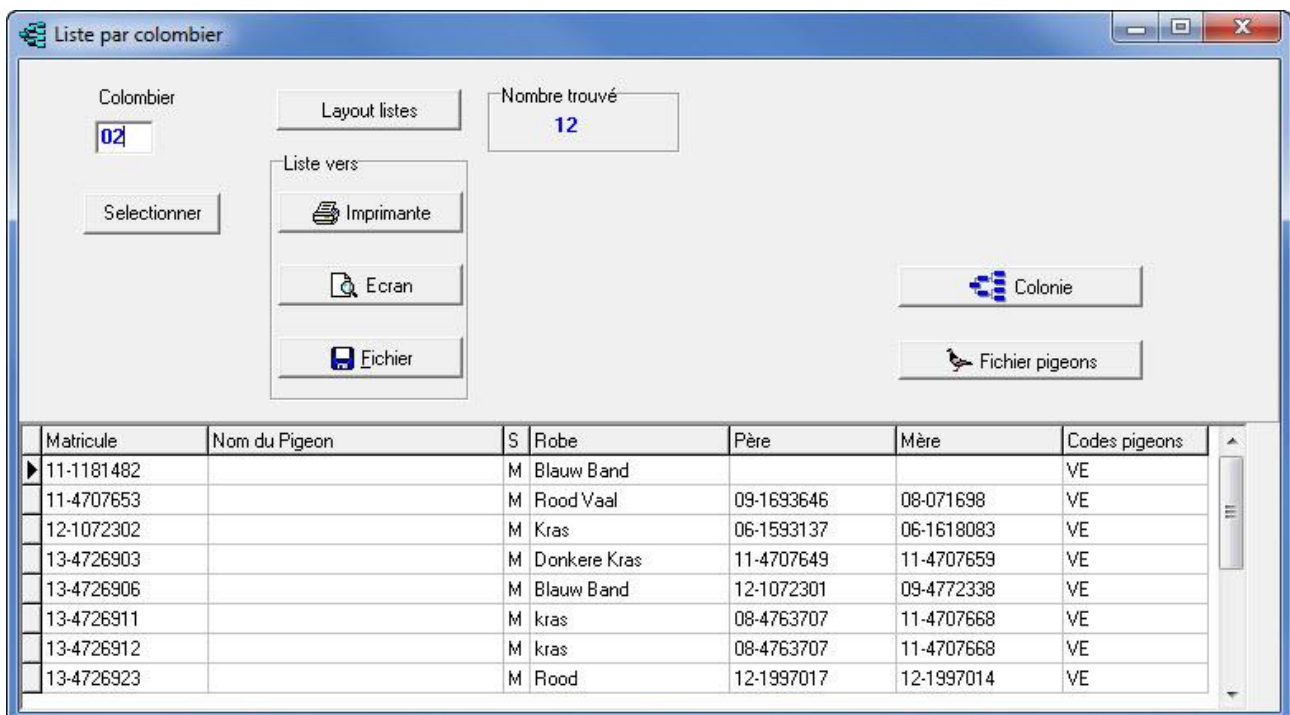 Liste par colombier
Colombier
02
Layout listes
Nombre trouvé
12
Selectionner
Liste vers
Imprimante
Ecran
Fichier
Colonie
Fichier pigeons
Matricule Nom du Pigeon S Robe Père Mère Codes pigeons
11-1181482 M Blauw Band VE
11-4707653 M Rood Vaal 09-1693646 08-071698 VE
12-1072302 M Kras 06-1593137 06-1618083 VE
13-4726903 M Donkere Kras 11-4707649 11-4707659 VE
13-4726906 M Blauw Band 12-1072301 09-4772338 VE
13-4726911 M kras 08-4763707 11-4707668 VE
13-4726912 M kras 08-4763707 11-4707668 VE
13-4726923 M Rood 12-1997017 12-1997014 VE